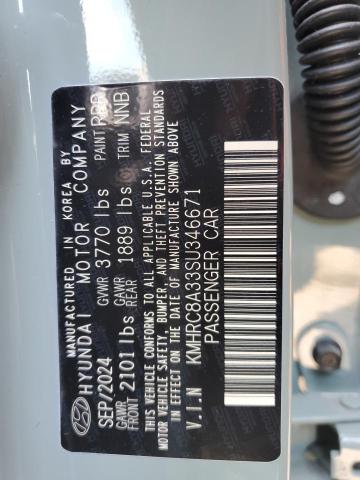 MANUFACTURED IN KOREA BY
HYUNDAI MOTOR COMPANY
SEP/2024 GVWR 3770 lbs PAINT
GAWR FRONT 2101 lbs GAWR REAR 1889 lbs TRIM NNB
THIS VEHICLE CONFORMS TO ALL APPLICABLE U.S.A. FEDERAL
MOTOR VEHICLE SAFETY, BUMPER, AND THEFT PREVENTION STANDARDS
IN EFFECT ON THE DATE OF MANUFACTURE SHOWN ABOVE
V.I.N KMHRC8A33SU346671
PASSENGER CAR